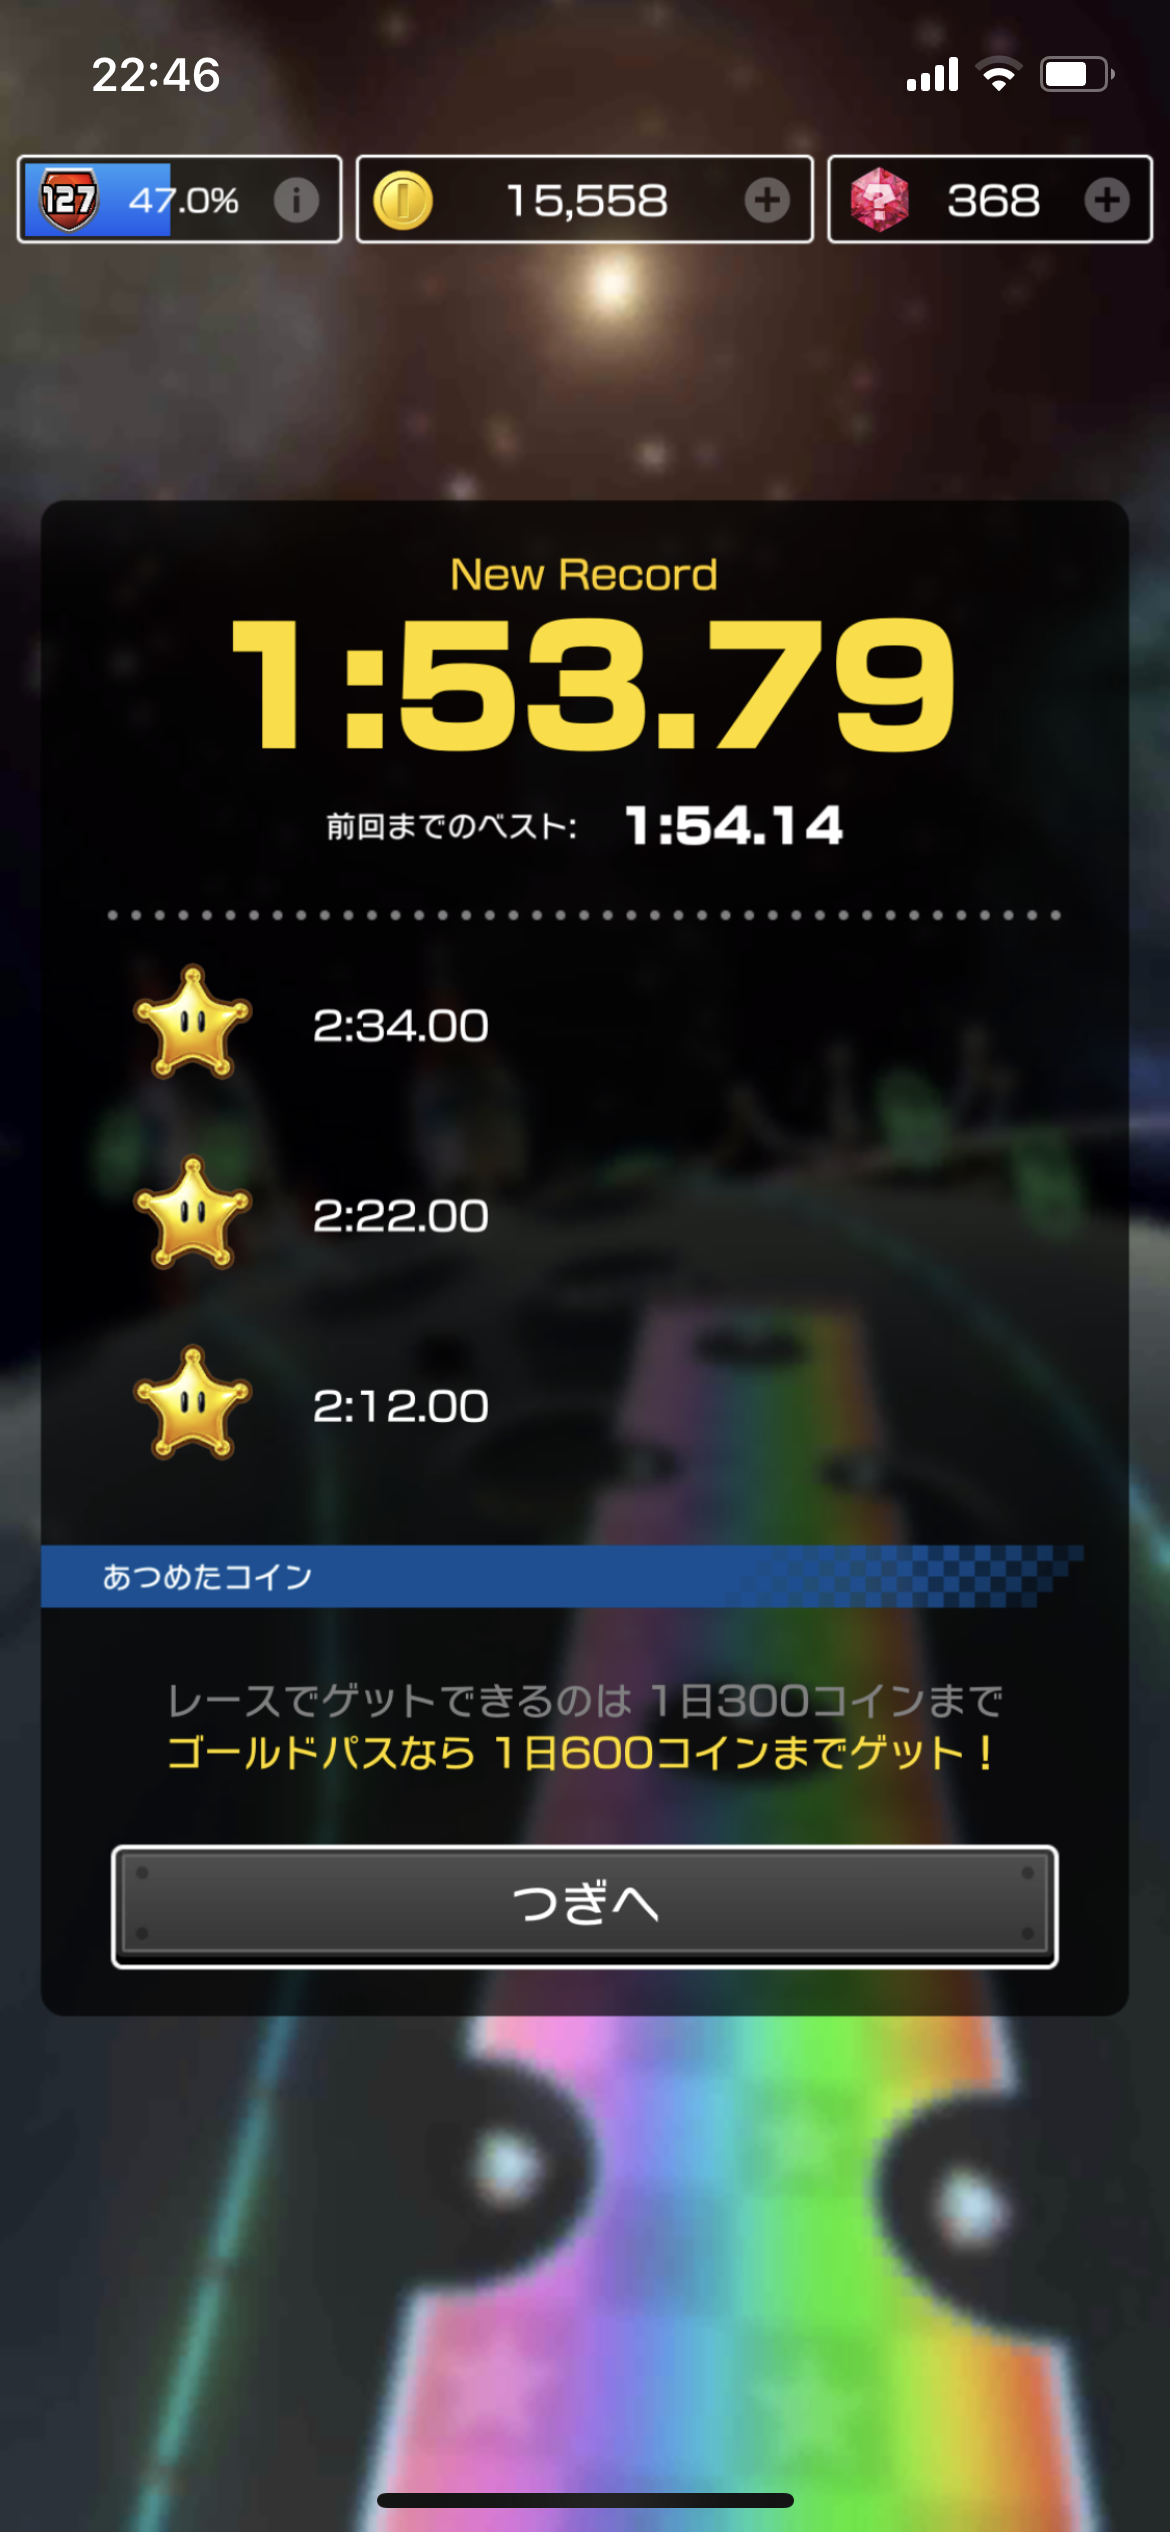 22:46
127 47.0% 15,558 368
New Record
1:53.79
前回までのベスト: 1:54.14
2:34.00
2:22.00
2:12.00
あつめたコイン
レースでゲットできるのは 1日300コインまで
ゴールドパスなら 1日600コインまでゲット！
つぎへ